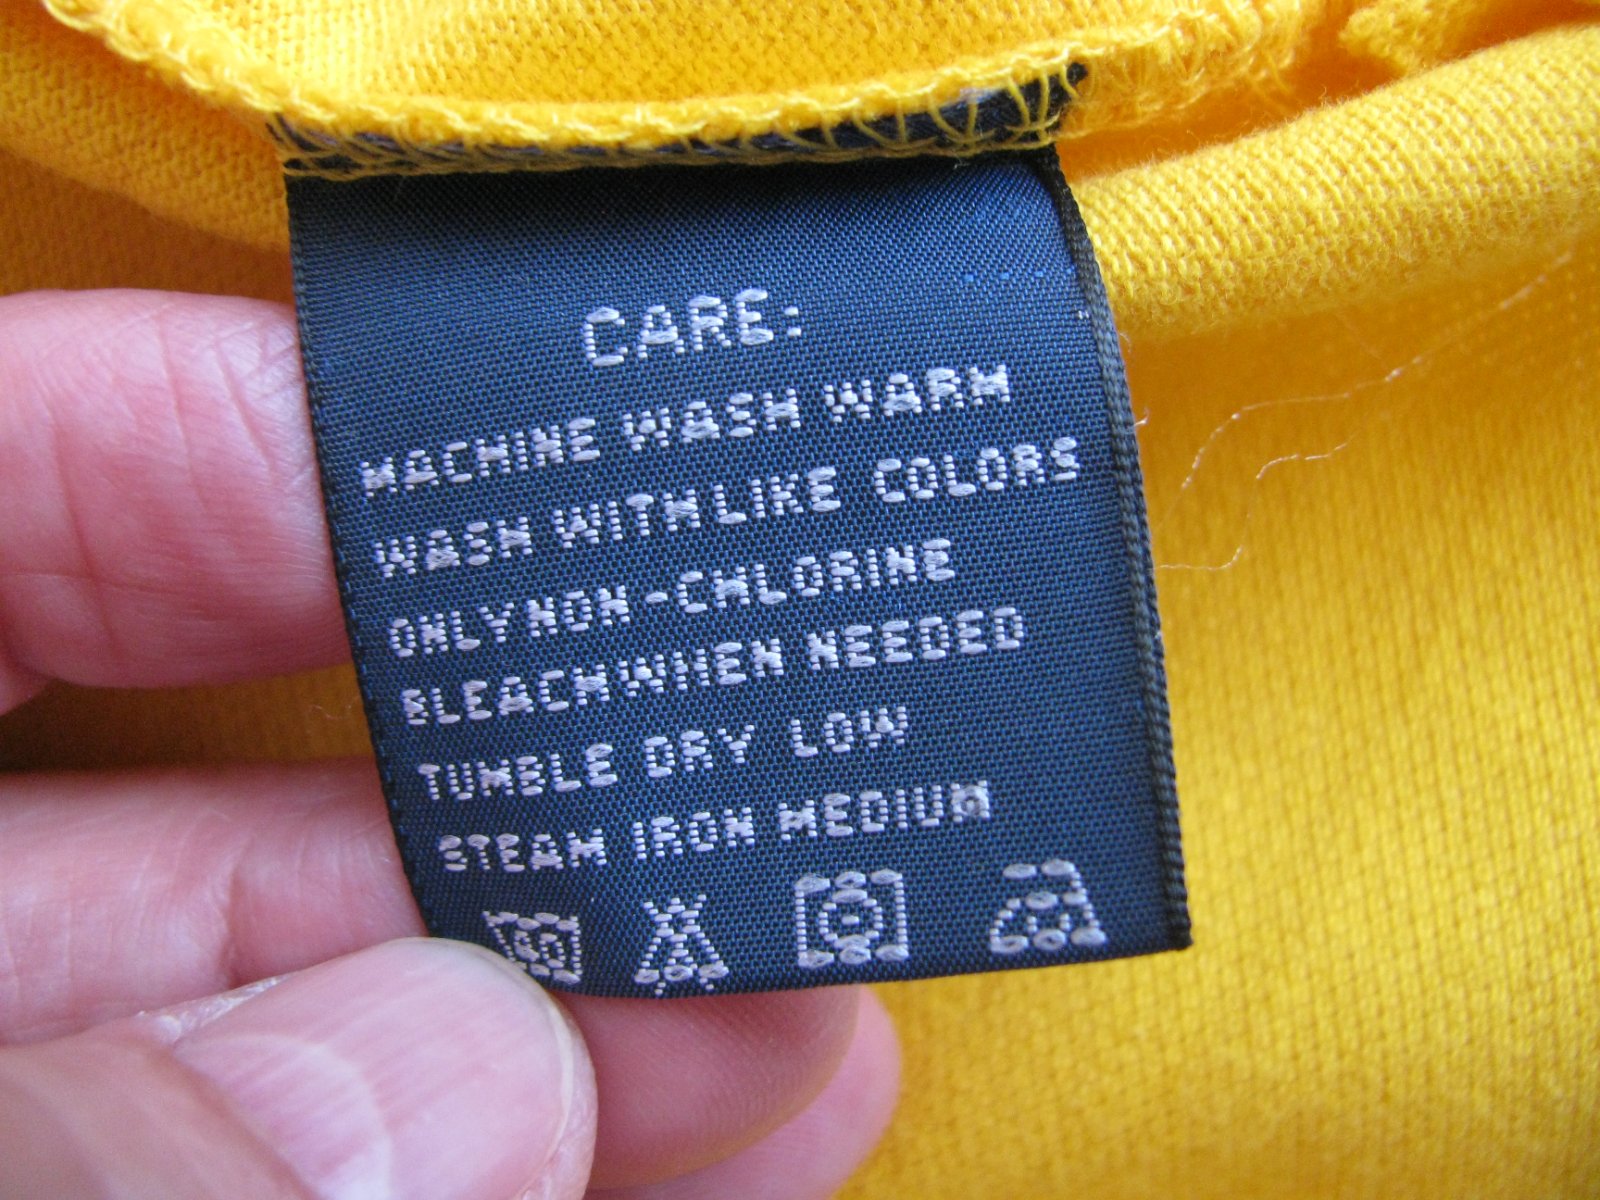 CARE:
MACHINE WASH WARM
WASH WITH LIKE COLORS
ONLY NON-CHLORINE
BLEACH WHEN NEEDED
TUMBLE DRY LOW
STEAM IRON MEDIUM
40